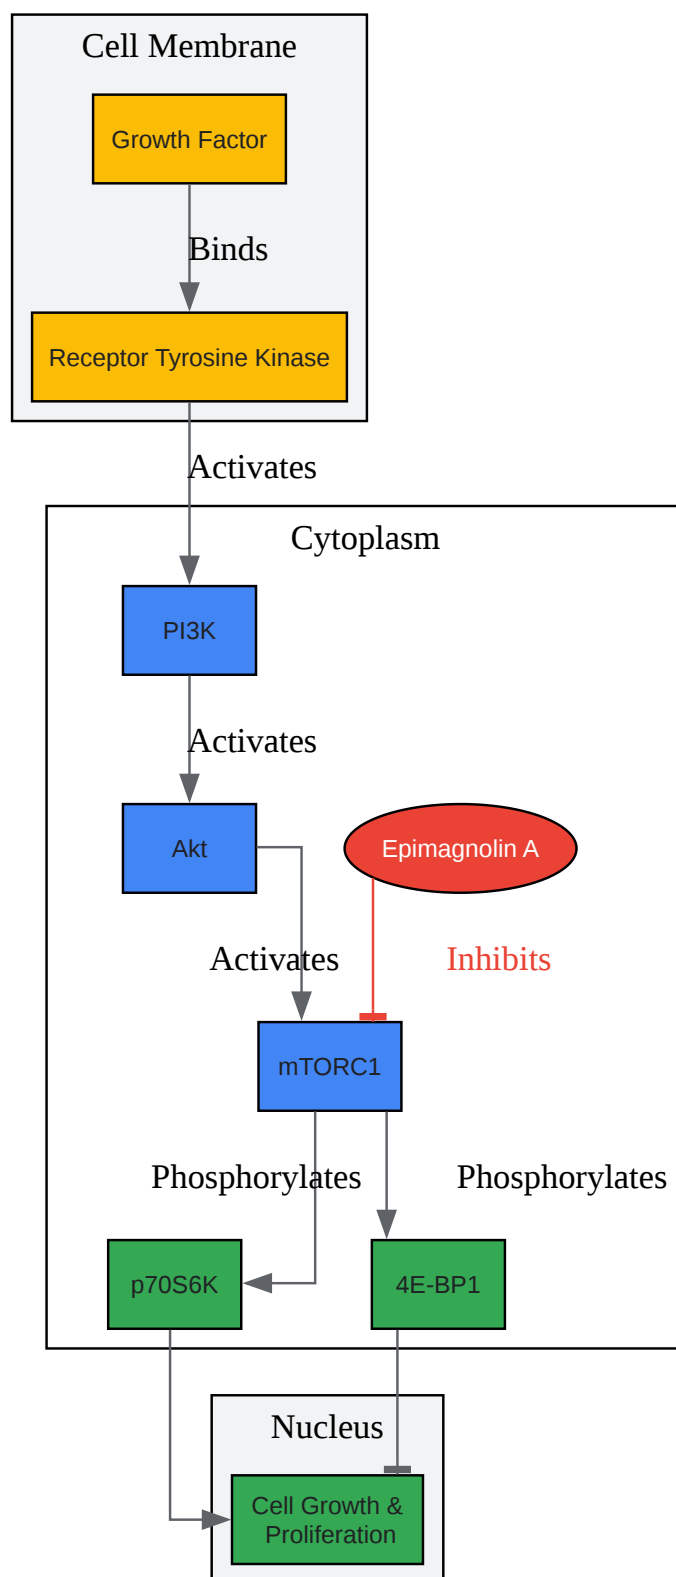 Cell Membrane
Growth Factor
Binds
Receptor Tyrosine Kinase
Activates
Cytoplasm
PI3K
Activates
Akt
Epimagnolin A
Activates
Inhibits
mTORC1
Phosphorylates
Phosphorylates
p70S6K
4E-BP1
Nucleus
Cell Growth &
Proliferation